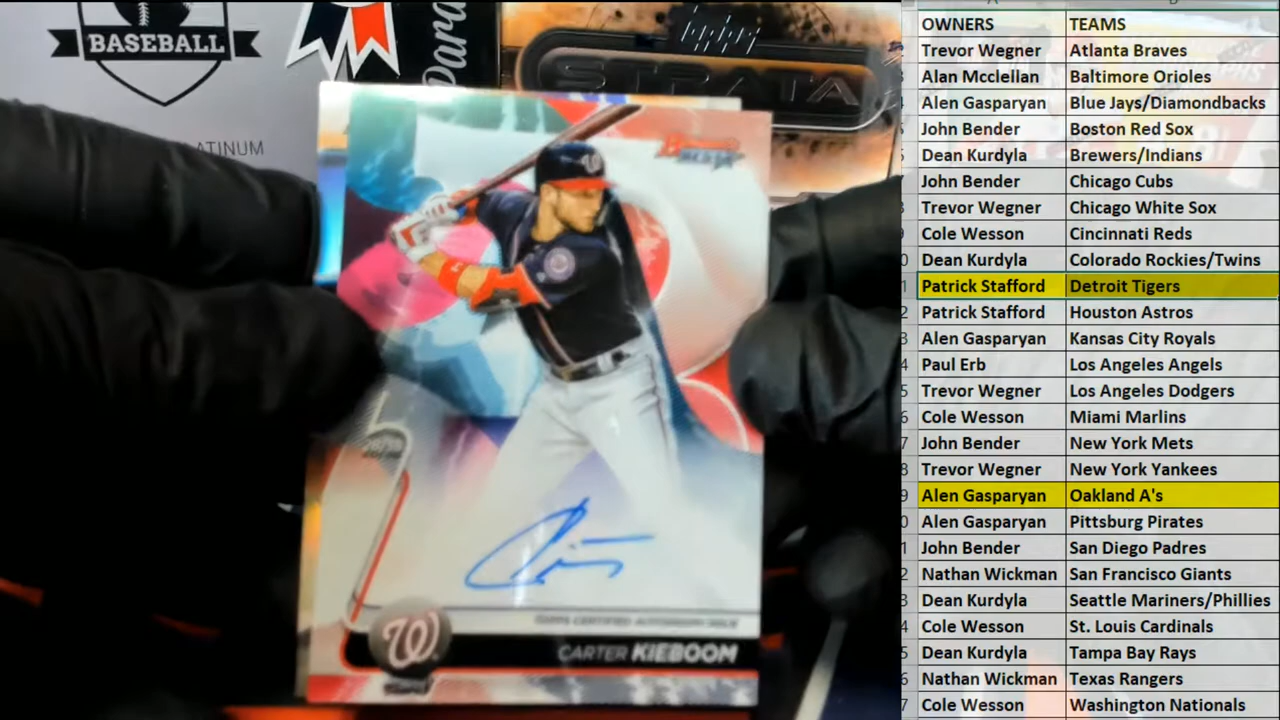 BASEBALL
PLATINUM
STRATA
Bowman's
BEST
W
TOPPS CERTIFIED AUTOGRAPH ISSUE
W
CARTER KIEBOOM
OWNERS TEAMS
Trevor Wegner Atlanta Braves
Alan Mcclellan Baltimore Orioles
Alen Gasparyan Blue Jays/Diamondbacks
John Bender Boston Red Sox
Dean Kurdyla Brewers/Indians
John Bender Chicago Cubs
Trevor Wegner Chicago White Sox
Cole Wesson Cincinnati Reds
Dean Kurdyla Colorado Rockies/Twins
Patrick Stafford Detroit Tigers
Patrick Stafford Houston Astros
Alen Gasparyan Kansas City Royals
Paul Erb Los Angeles Angels
Trevor Wegner Los Angeles Dodgers
Cole Wesson Miami Marlins
John Bender New York Mets
Trevor Wegner New York Yankees
Alen Gasparyan Oakland A's
Alen Gasparyan Pittsburg Pirates
John Bender San Diego Padres
Nathan Wickman San Francisco Giants
Dean Kurdyla Seattle Mariners/Phillies
Cole Wesson St. Louis Cardinals
Dean Kurdyla Tampa Bay Rays
Nathan Wickman Texas Rangers
Cole Wesson Washington Nationals